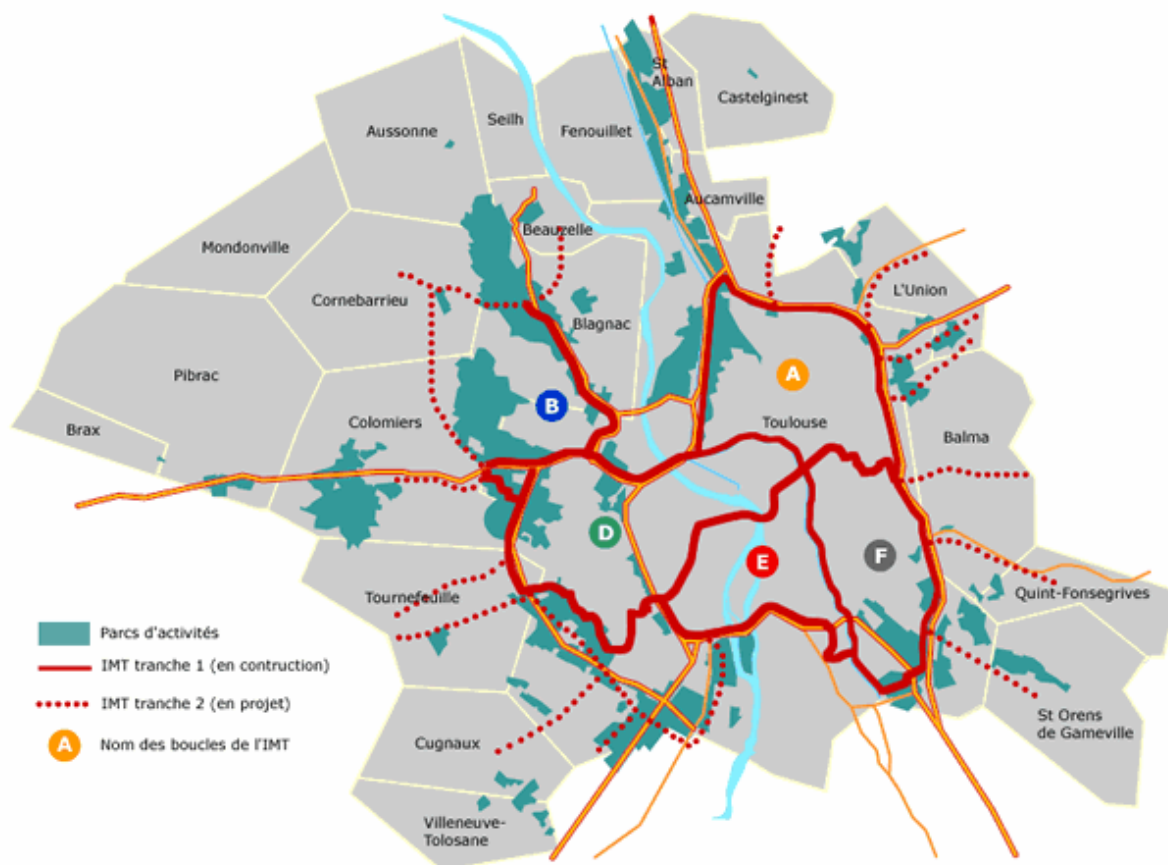 St
Alban
Castelginest
Seilh
Aussonne
Fenouillet
Aucamville
Beauzelle
Mondonville
L'Union
Cornebarrieu
Blagnac
Pibrac
A
B
Colomiers
Toulouse
Brax
Balma
D
E
F
Tournefeuille
Quint-Fonsegrives
Parcs d'activités
IMT tranche 1 (en contruction)
IMT tranche 2 (en projet)
St Orens
de Gameville
A Nom des boucles de l'IMT
Cugnaux
Villeneuve-
Tolosane